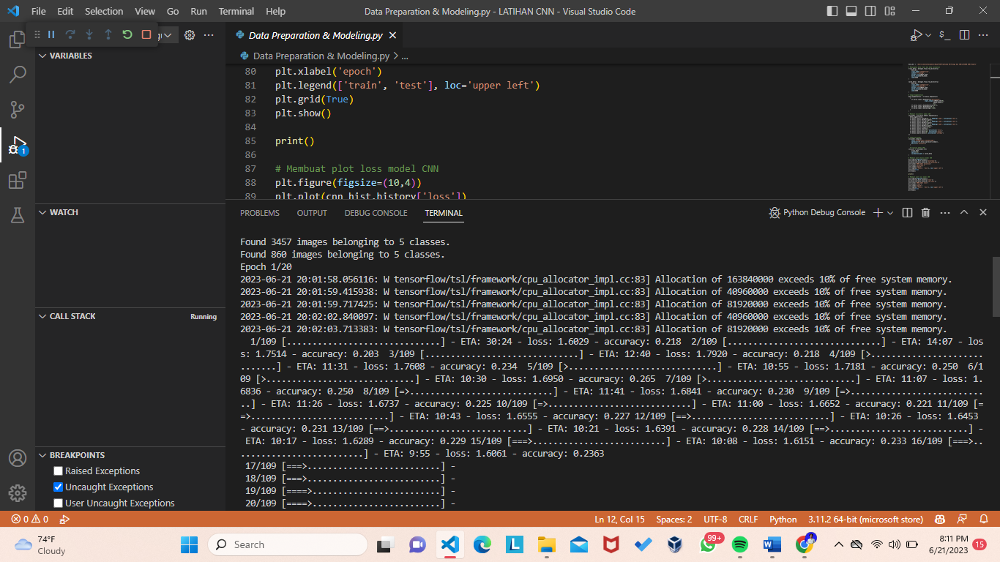 File Edit Selection View Go Run Terminal Help
Data Preparation & Modeling.py - LATIHAN CNN - Visual Studio Code
Data Preparation & Modeling.py
Data Preparation & Modeling.py > ...
VARIABLES
80 plt.xlabel('epoch')
81 plt.legend(['train', 'test'], loc='upper left')
82 plt.grid(True)
83 plt.show()
84
85 print()
86
87 # Membuat plot loss model CNN
88 plt.figure(figsize=(10,4))
89 plt.plot(cnn_hist.history['loss'])
WATCH
CALL STACK Running
BREAKPOINTS
Raised Exceptions
Uncaught Exceptions
User Uncaught Exceptions
1
PROBLEMS OUTPUT DEBUG CONSOLE TERMINAL
Python Debug Console
Found 3457 images belonging to 5 classes.
Found 860 images belonging to 5 classes.
Epoch 1/20
2023-06-21 20:01:58.056116: W tensorflow/tsl/framework/cpu_allocator_impl.cc:83] Allocation of 163840000 exceeds 10% of free system memory.
2023-06-21 20:01:59.415938: W tensorflow/tsl/framework/cpu_allocator_impl.cc:83] Allocation of 40960000 exceeds 10% of free system memory.
2023-06-21 20:01:59.717425: W tensorflow/tsl/framework/cpu_allocator_impl.cc:83] Allocation of 81920000 exceeds 10% of free system memory.
2023-06-21 20:02:02.840097: W tensorflow/tsl/framework/cpu_allocator_impl.cc:83] Allocation of 40960000 exceeds 10% of free system memory.
2023-06-21 20:02:03.713383: W tensorflow/tsl/framework/cpu_allocator_impl.cc:83] Allocation of 81920000 exceeds 10% of free system memory.
1/109 [..............................] - ETA: 30:24 - loss: 1.6029 - accuracy: 0.218 2/109 [..............................] - ETA: 14:07 - los
s: 1.7514 - accuracy: 0.203 3/109 [..............................] - ETA: 12:40 - loss: 1.7920 - accuracy: 0.218 4/109 [>......................
.......] - ETA: 11:31 - loss: 1.7608 - accuracy: 0.234 5/109 [>.............................] - ETA: 10:55 - loss: 1.7181 - accuracy: 0.250 6/1
09 [>.............................] - ETA: 10:30 - loss: 1.6950 - accuracy: 0.265 7/109 [>.............................] - ETA: 11:07 - loss: 1.
6836 - accuracy: 0.250 8/109 [=>............................] - ETA: 11:41 - loss: 1.6841 - accuracy: 0.230 9/109 [=>..........................
..] - ETA: 11:26 - loss: 1.6737 - accuracy: 0.225 10/109 [=>............................] - ETA: 11:00 - loss: 1.6652 - accuracy: 0.221 11/109 [=
=>...........................] - ETA: 10:43 - loss: 1.6555 - accuracy: 0.227 12/109 [==>...........................] - ETA: 10:26 - loss: 1.6453
- accuracy: 0.231 13/109 [==>...........................] - ETA: 10:21 - loss: 1.6391 - accuracy: 0.228 14/109 [==>...........................] -
ETA: 10:17 - loss: 1.6289 - accuracy: 0.229 15/109 [===>..........................] - ETA: 10:08 - loss: 1.6151 - accuracy: 0.233 16/109 [===>..
........................] - ETA: 9:55 - loss: 1.6061 - accuracy: 0.2363
17/109 [===>..........................] -
18/109 [===>..........................] -
19/109 [====>.........................] -
20/109 [====>.........................] -
0 0
Ln 12, Col 15 Spaces: 2 UTF-8 CRLF Python 3.11.2 64-bit (microsoft store)
74°F
Cloudy
Search
99+
8:11 PM
6/21/2023
15